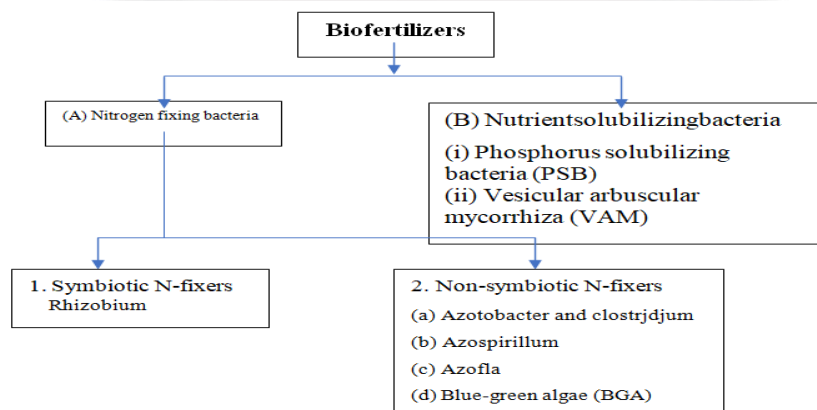 Biofertilizers
(A) Nitrogen fixing bacteria
(B) Nutrientsolubilizingbacteria
(i) Phosphorus solubilizing
bacteria (PSB)
(ii) Vesicular arbuscular
mycorrhiza (VAM)
1. Symbiotic N-fixers
Rhizobium
2. Non-symbiotic N-fixers
(a) Azotobacter and clostrjdjum
(b) Azospirillum
(c) Azofla
(d) Blue-green algae (BGA)